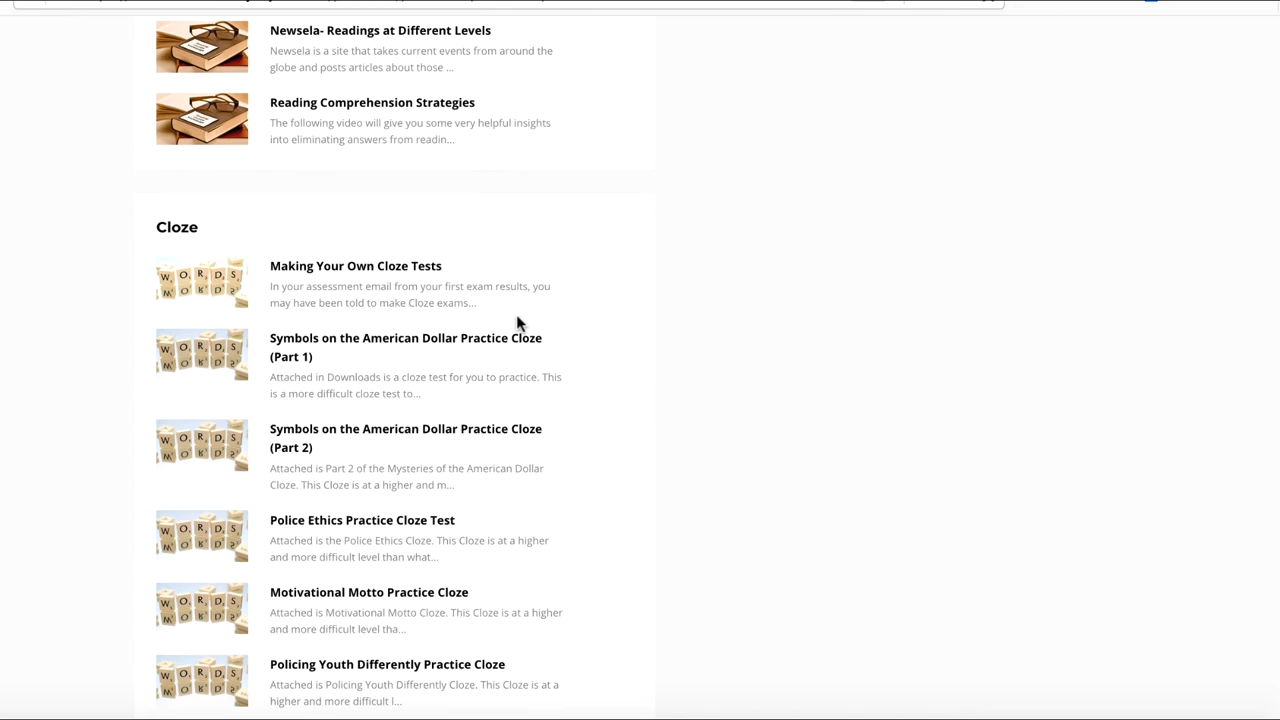 Newsela- Readings at Different Levels
Newsela is a site that takes current events from around the
globe and posts articles about those ...
Reading Comprehension Strategies
The following video will give you some very helpful insights
into eliminating answers from readin...
Cloze
W O R D S
Making Your Own Cloze Tests
In your assessment email from your first exam results, you
may have been told to make Cloze exams...
W O R D S
Symbols on the American Dollar Practice Cloze
(Part 1)
Attached in Downloads is a cloze test for you to practice. This
is a more difficult cloze test to...
W O R D S
Symbols on the American Dollar Practice Cloze
(Part 2)
Attached is Part 2 of the Mysteries of the American Dollar
Cloze. This Cloze is at a higher and m...
W O R D S
Police Ethics Practice Cloze Test
Attached is the Police Ethics Cloze. This Cloze is at a higher
and more difficult level than what...
W O R D S
Motivational Motto Practice Cloze
Attached is Motivational Motto Cloze. This Cloze is at a higher
and more difficult level tha...
W O R D S
Policing Youth Differently Practice Cloze
Attached is Policing Youth Differently Cloze. This Cloze is at a
higher and more difficult l...